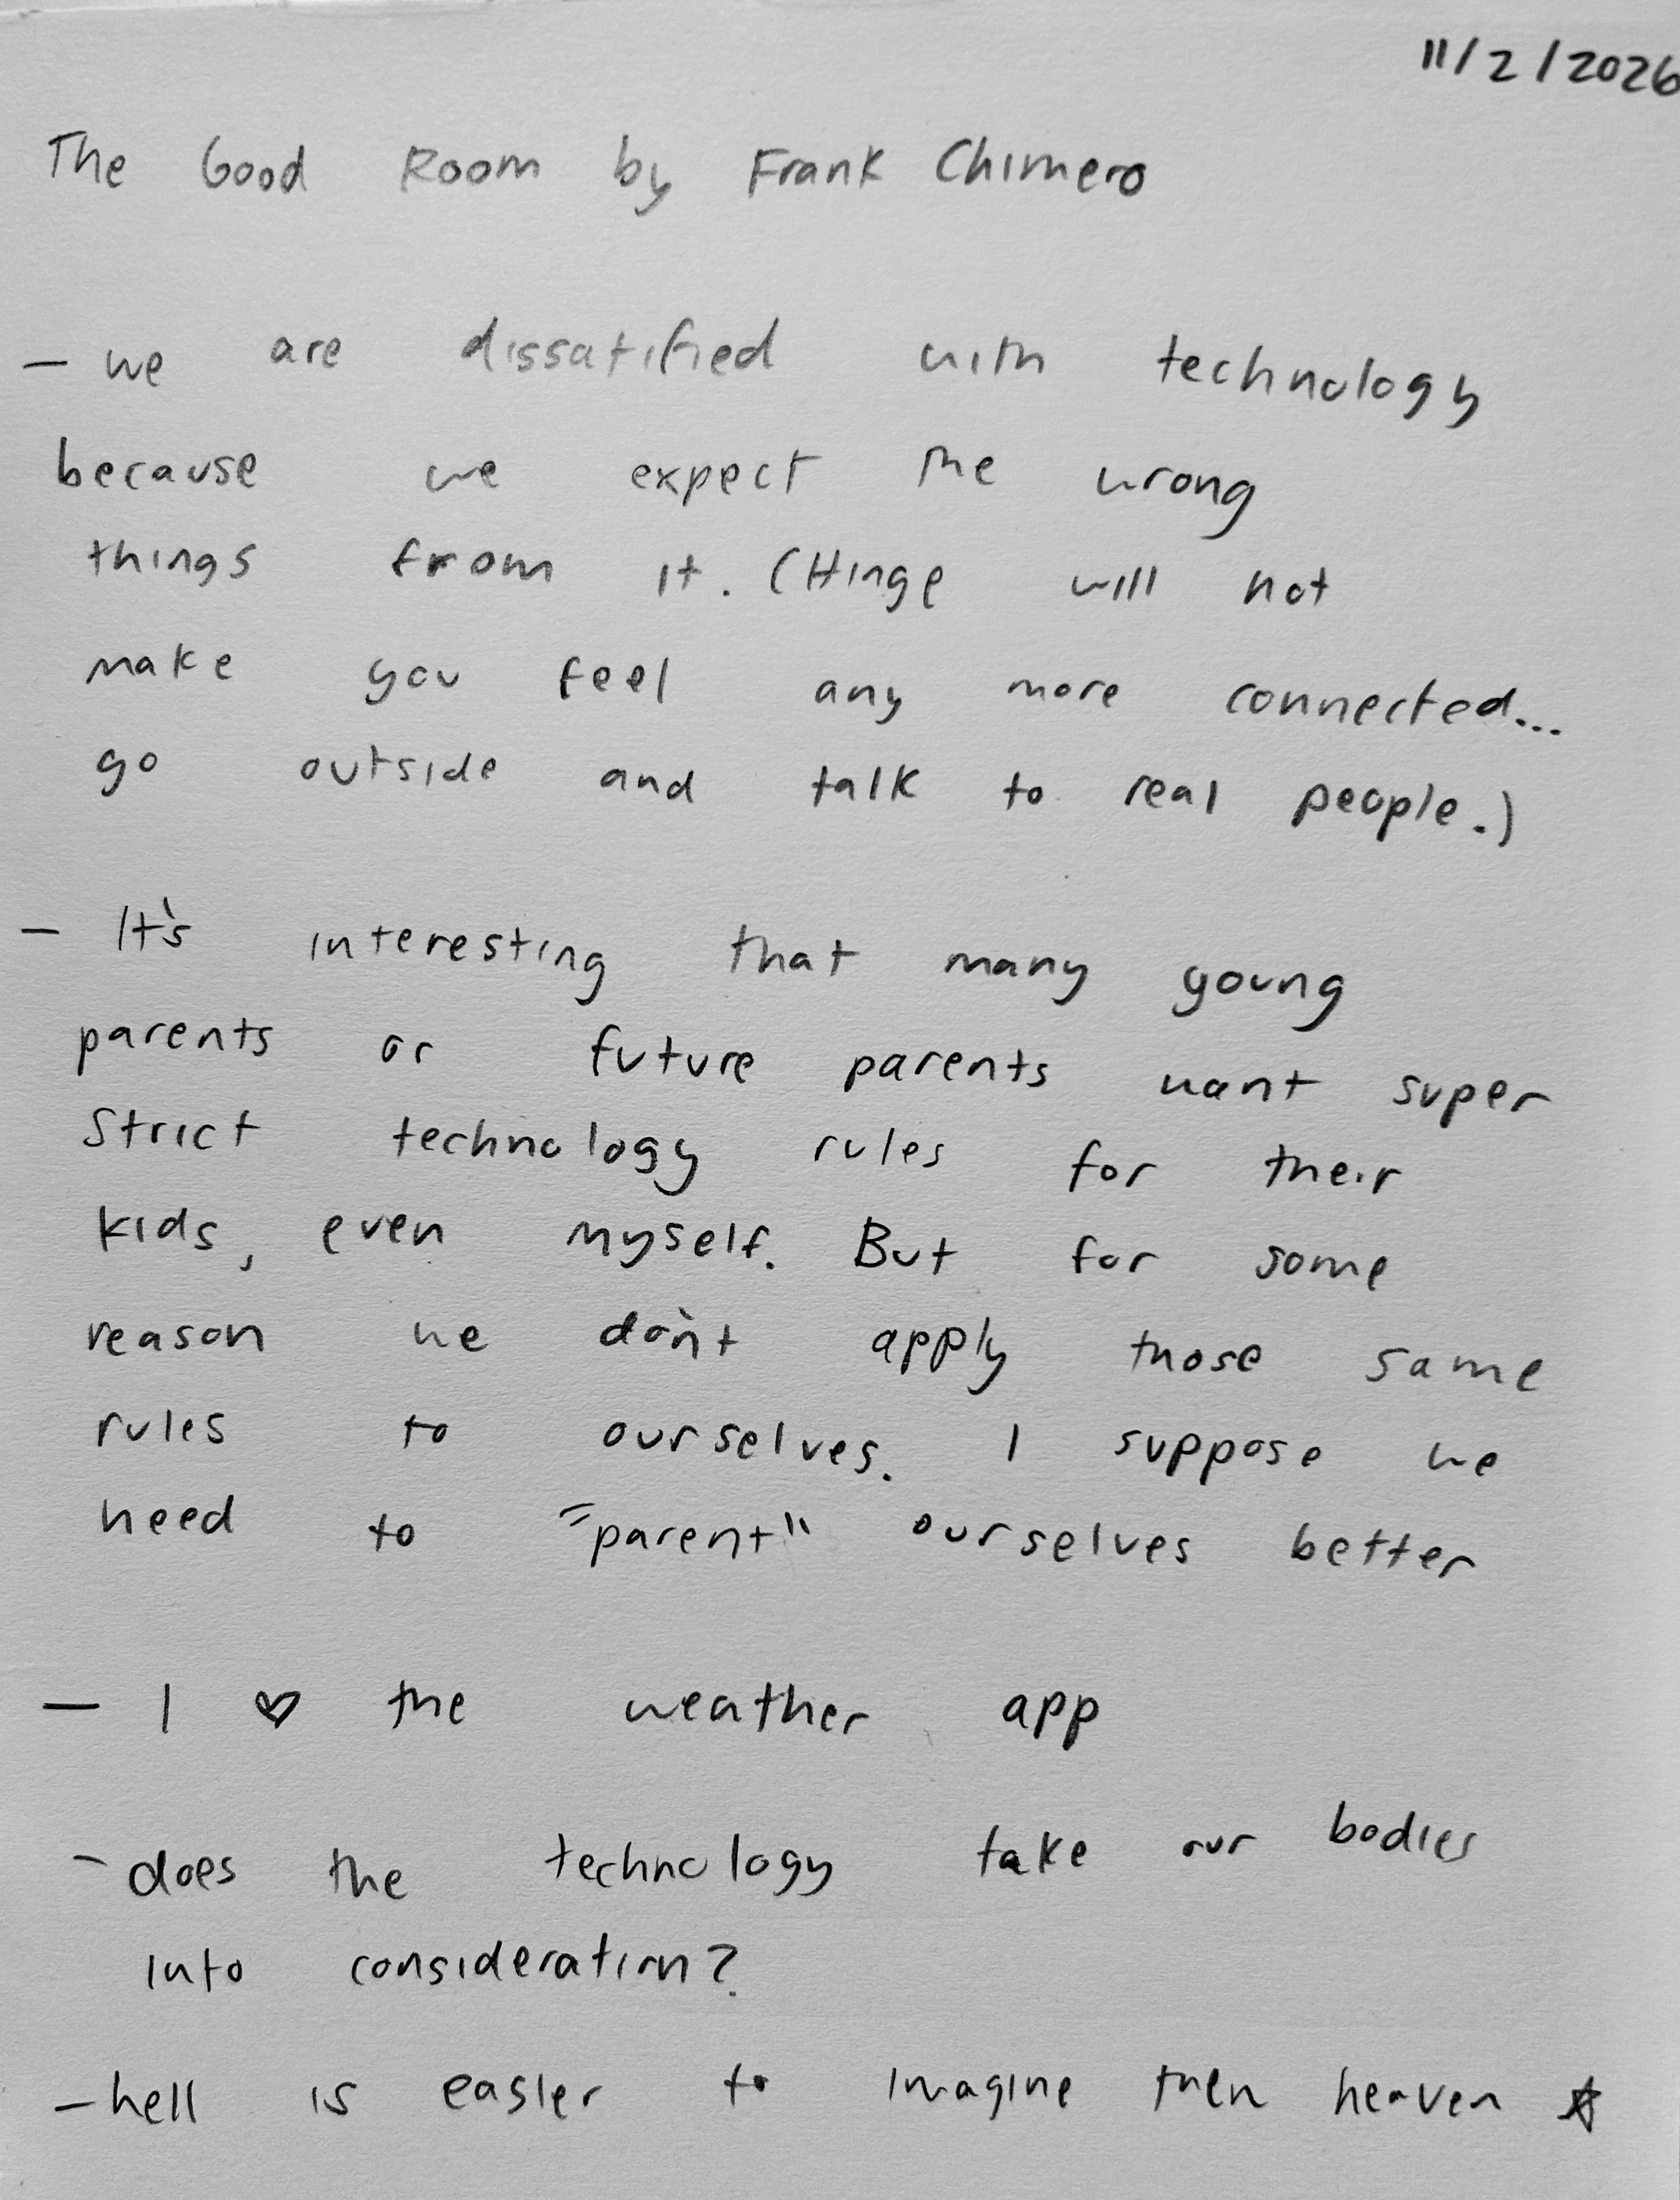 11/2/2026
The Good Room by Frank Chimero
- we are dissatified with technology
because we expect the wrong
things from it. (Hinge will not
make you feel any more connected...
go outside and talk to real people.)
- It's interesting that many young
parents or future parents want super
strict technology rules for their
kids, even myself. But for some
reason we don't apply those same
rules to ourselves. I suppose we
need to "parent" ourselves better
- I ♡ the weather app
- does the technology take our bodies
into consideration?
- hell is easier to imagine then heaven ☆